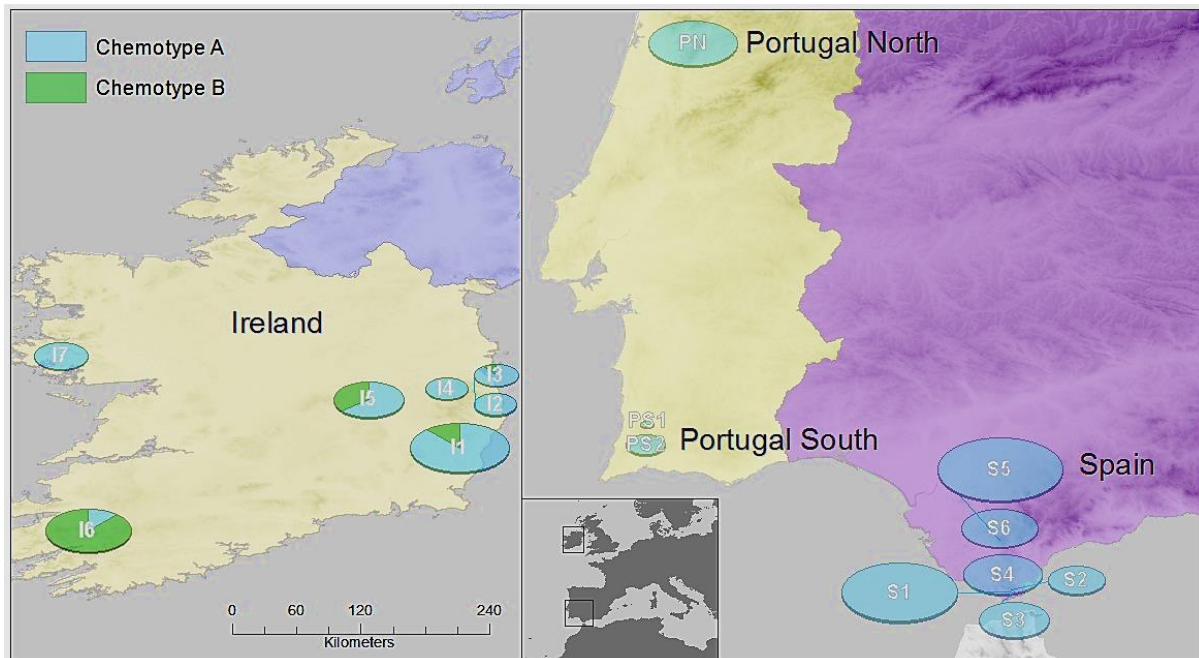 Chemotype A
Chemotype B
Ireland
I7
I5
I4
I3
I2
I1
I6
0 60 120 240
Kilometers
PN
Portugal North
PS1
PS2
Portugal South
S5
Spain
S6
S4
S2
S1
S3